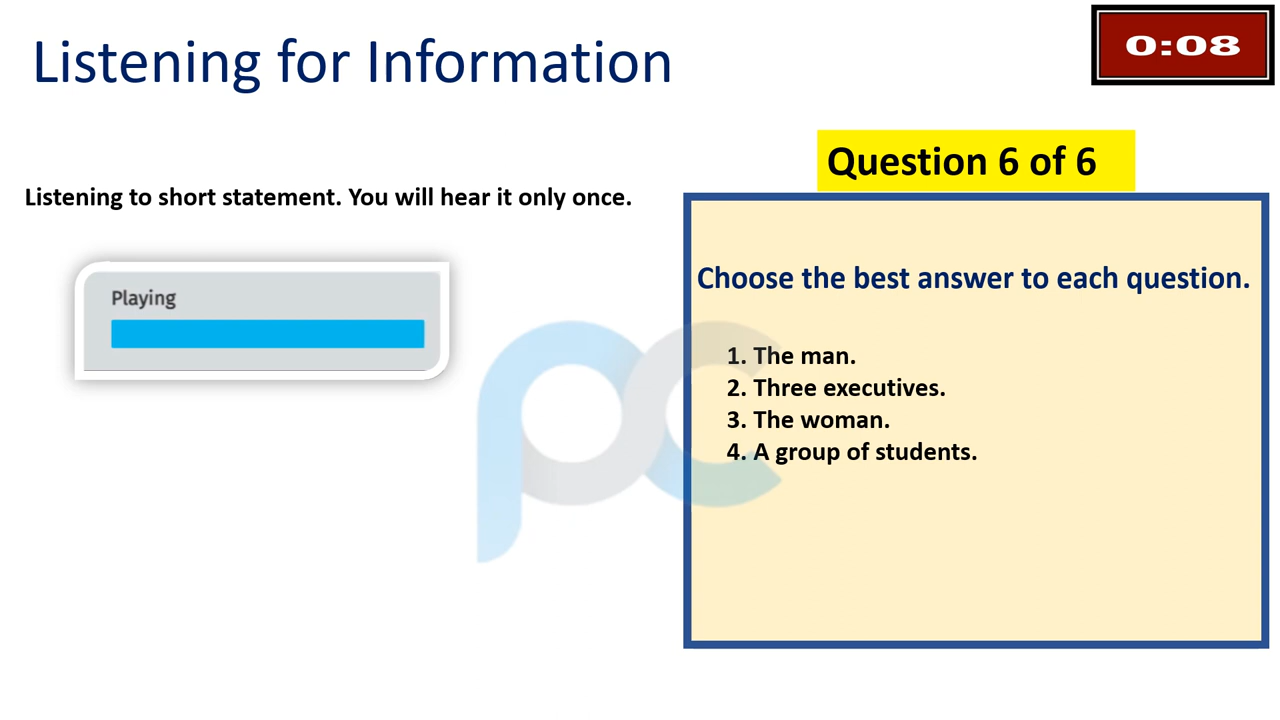 Listening for Information
0:08
Question 6 of 6
Listening to short statement. You will hear it only once.
Playing
Choose the best answer to each question.
1. The man.
2. Three executives.
3. The woman.
4. A group of students.
pc